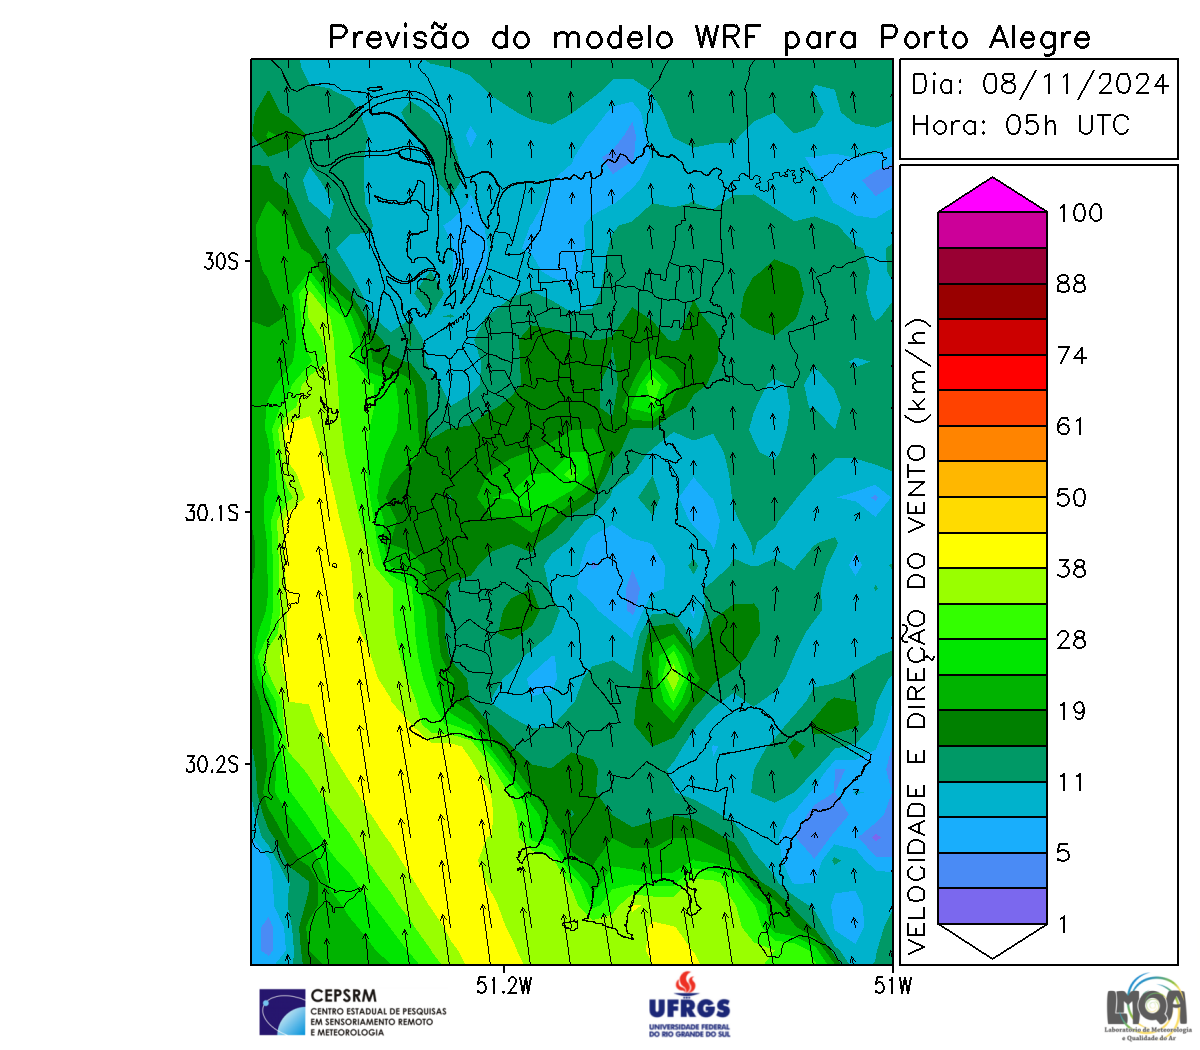 Previsão do modelo WRF para Porto Alegre
Dia: 08/11/2024
Hora: 05h UTC
30S
30.1S
30.2S
51.2W
51W
VELOCIDADE E DIREÇÃO DO VENTO (km/h)
100
88
74
61
50
38
28
19
11
5
1
CEPSRM
CENTRO ESTADUAL DE PESQUISAS
EM SENSORIAMENTO REMOTO
E METEOROLOGIA
UFRGS
UNIVERSIDADE FEDERAL
DO RIO GRANDE DO SUL
LMQA
Laboratório de Meteorologia
e Qualidade do Ar